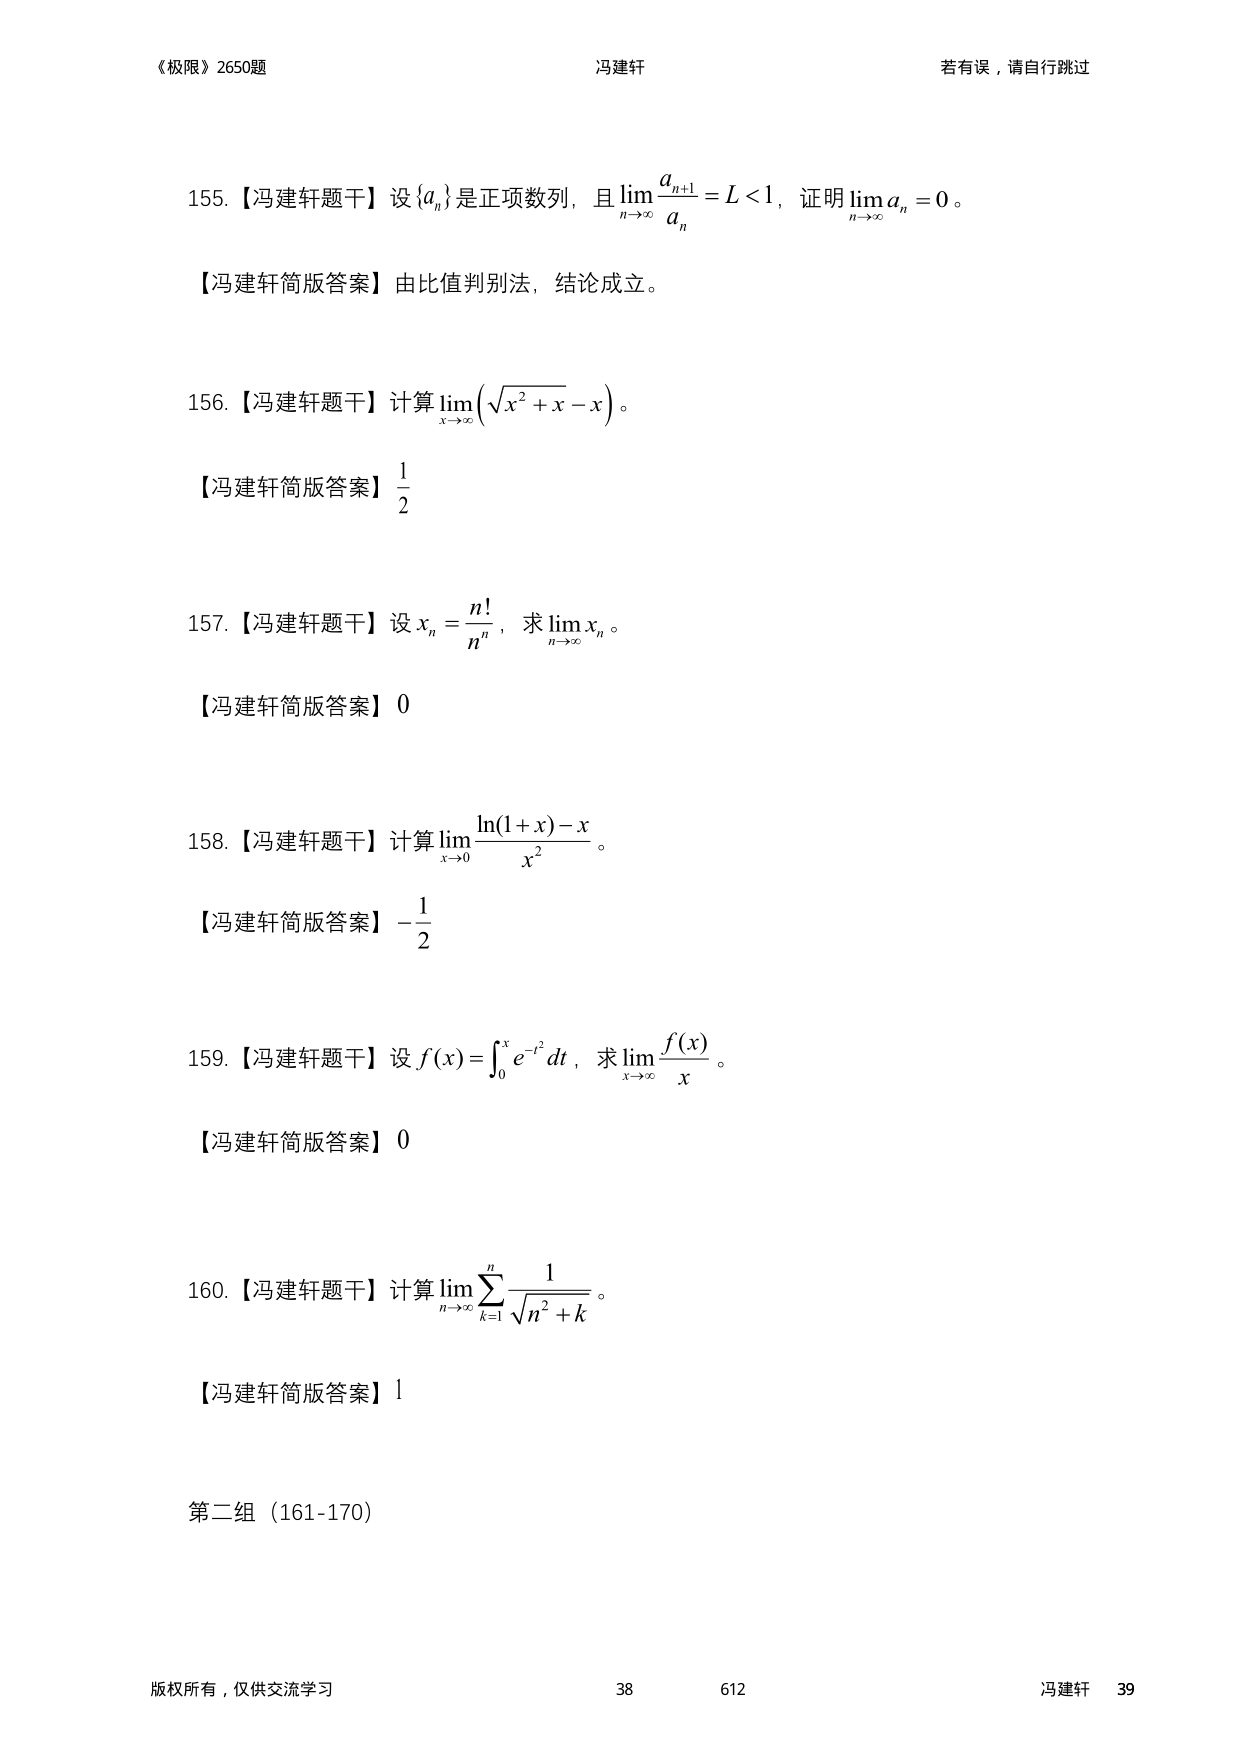 《极限》2650题 冯建轩 若有误，请自行跳过
155.【冯建轩题干】设{a_n}是正项数列，且 lim_{n→∞} a_{n+1}/a_n = L < 1，证明 lim_{n→∞} a_n = 0。
【冯建轩简版答案】由比值判别法，结论成立。
156.【冯建轩题干】计算 lim_{x→∞} (√(x² + x) − x)。
【冯建轩简版答案】1/2
157.【冯建轩题干】设 x_n = n!/n^n，求 lim_{n→∞} x_n。
【冯建轩简版答案】0
158.【冯建轩题干】计算 lim_{x→0} (ln(1+x) − x)/x²。
【冯建轩简版答案】−1/2
159.【冯建轩题干】设 f(x) = ∫_0^x e^{−t²} dt，求 lim_{x→∞} f(x)/x。
【冯建轩简版答案】0
160.【冯建轩题干】计算 lim_{n→∞} ∑_{k=1}^n 1/√(n² + k)。
【冯建轩简版答案】1
第二组（161-170）
版权所有，仅供交流学习 38 612 冯建轩 39